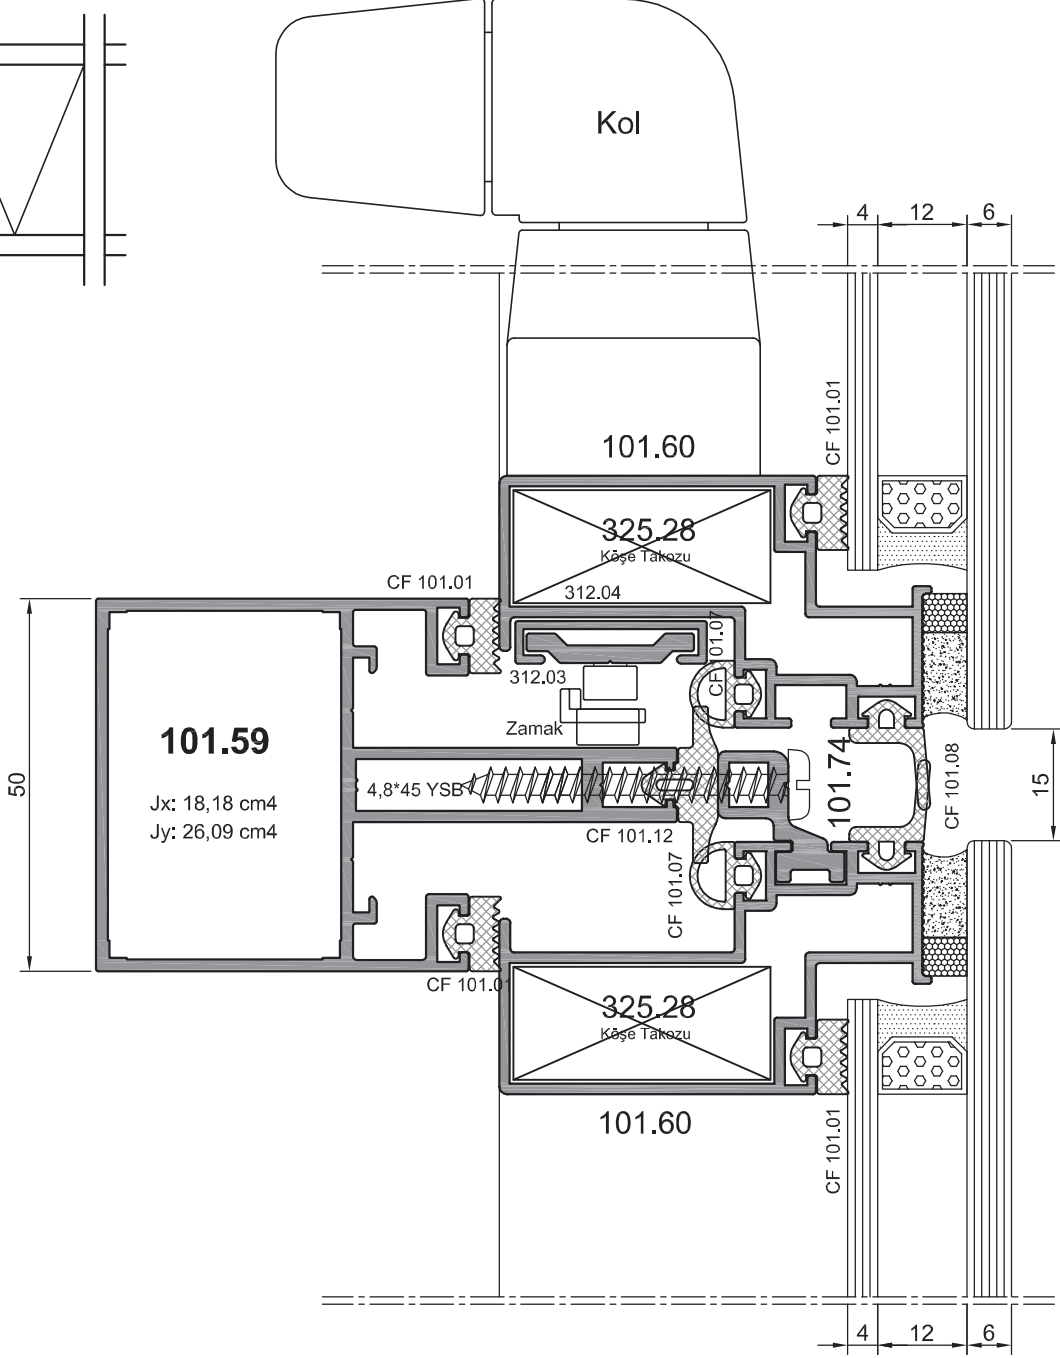 Kol
4 12 6
CF 101.01
101.60
325.28
Köşe Takozu
CF 101.01
312.04
CF 101.07
312.03
Zamak
101.59
Jx: 18,18 cm4
Jy: 26,09 cm4
50
4,8*45 YSB
101.74
CF 101.08
15
CF 101.12
CF 101.07
CF 101.01
325.28
Köşe Takozu
101.60
CF 101.01
4 12 6